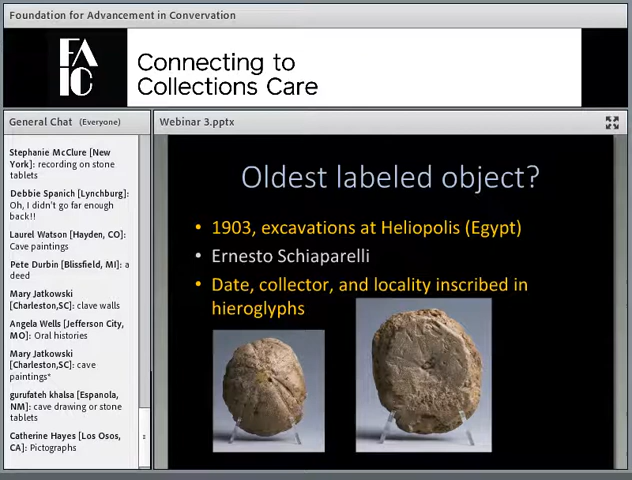 Foundation for Advancement in Convervation
FA
IC
Connecting to
Collections Care
General Chat (Everyone)
Stephanie McClure [New
York]: recording on stone
tablets
Debbie Spanich [Lynchburg]:
Oh, I didn't go far enough
back!!
Laurel Watson [Hayden, CO]:
Cave paintings
Pete Durbin [Blissfield, MI]: a
deed
Mary Jatkowski
[Charleston,SC]: clave walls
Angela Wells [Jefferson City,
MO]: Oral histories
Mary Jatkowski
[Charleston,SC]: cave
paintings*
gurufateh khalsa [Espanola,
NM]: cave drawing or stone
tablets
Catherine Hayes [Los Osos,
CA]: Pictographs
Webinar 3.pptx
Oldest labeled object?
• 1903, excavations at Heliopolis (Egypt)
• Ernesto Schiaparelli
• Date, collector, and locality inscribed in
hieroglyphs